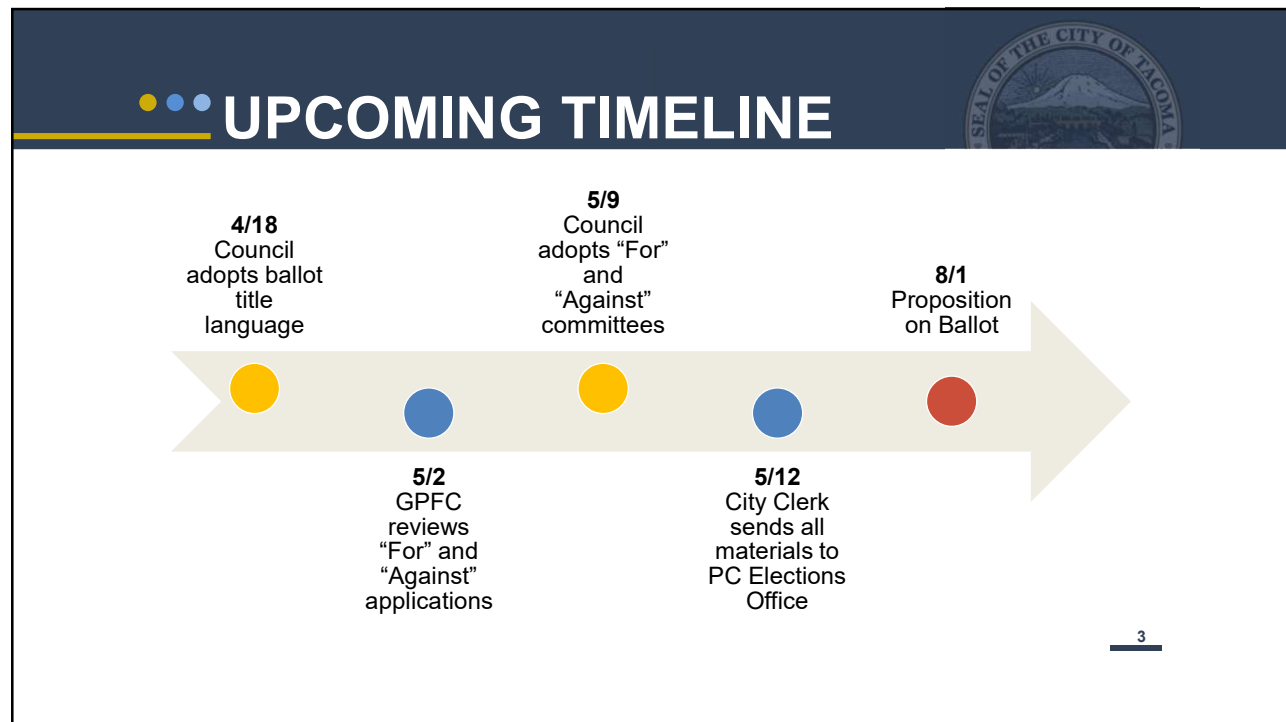 SEAL OF THE CITY OF TACOMA
UPCOMING TIMELINE
4/18
Council
adopts ballot
title
language
5/2
GPFC
reviews
“For” and
“Against”
applications
5/9
Council
adopts “For”
and
“Against”
committees
5/12
City Clerk
sends all
materials to
PC Elections
Office
8/1
Proposition
on Ballot
3